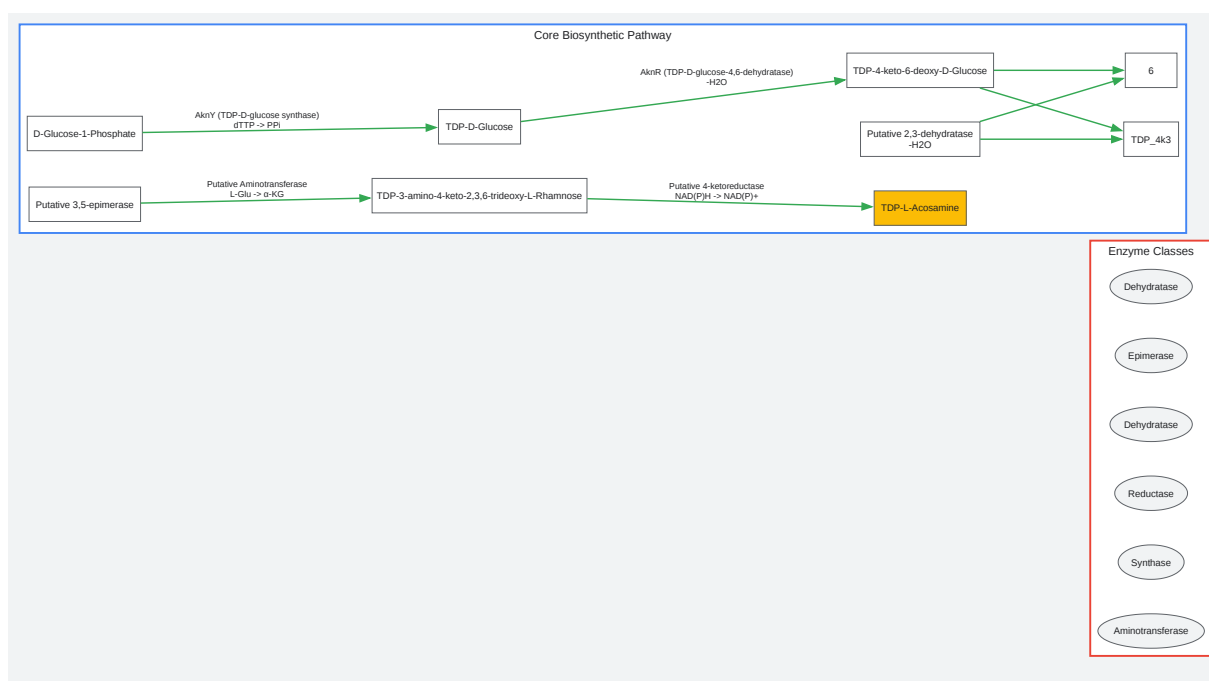 Core Biosynthetic Pathway
D-Glucose-1-Phosphate
AknY (TDP-D-glucose synthase)
dTTP -> PPi
TDP-D-Glucose
AknR (TDP-D-glucose-4,6-dehydratase)
-H2O
TDP-4-keto-6-deoxy-D-Glucose
6
Putative 2,3-dehydratase
-H2O
TDP_4k3
Putative 3,5-epimerase
Putative Aminotransferase
L-Glu -> α-KG
TDP-3-amino-4-keto-2,3,6-trideoxy-L-Rhamnose
Putative 4-ketoreductase
NAD(P)H -> NAD(P)+
TDP-L-Acosamine
Enzyme Classes
Dehydratase
Epimerase
Dehydratase
Reductase
Synthase
Aminotransferase